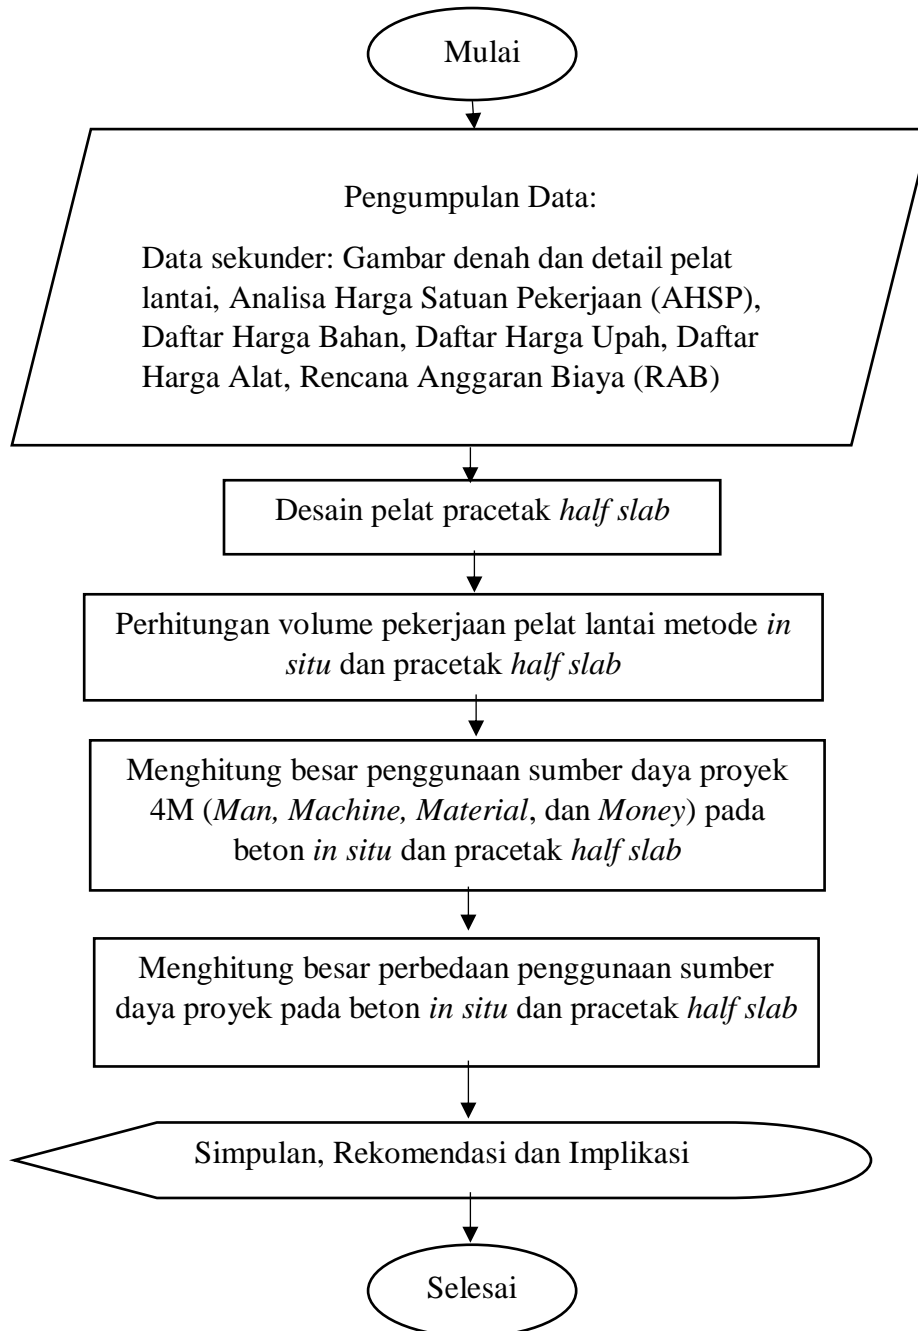 Mulai
Pengumpulan Data:
Data sekunder: Gambar denah dan detail pelat
lantai, Analisa Harga Satuan Pekerjaan (AHSP),
Daftar Harga Bahan, Daftar Harga Upah, Daftar
Harga Alat, Rencana Anggaran Biaya (RAB)
Desain pelat pracetak half slab
Perhitungan volume pekerjaan pelat lantai metode in
situ dan pracetak half slab
Menghitung besar penggunaan sumber daya proyek
4M (Man, Machine, Material, dan Money) pada
beton in situ dan pracetak half slab
Menghitung besar perbedaan penggunaan sumber
daya proyek pada beton in situ dan pracetak half slab
Simpulan, Rekomendasi dan Implikasi
Selesai